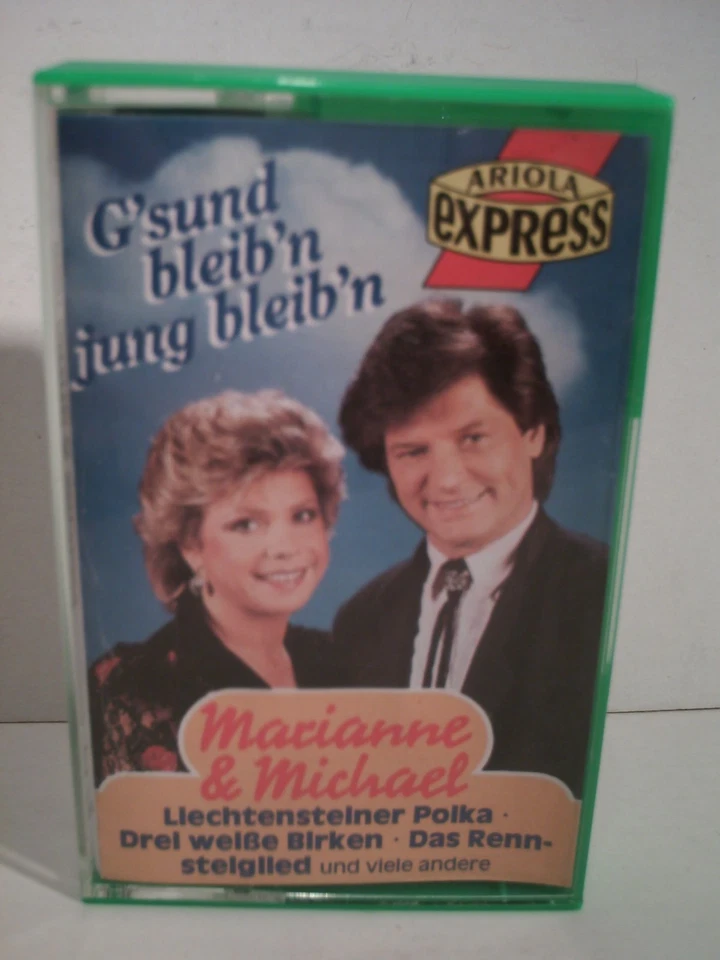 G'sund
bleib'n
jung bleib'n
ARIOLA
express
Marianne
& Michael
Liechtensteiner Polka ·
Drei weiße Birken · Das Renn-
steiglied und viele andere